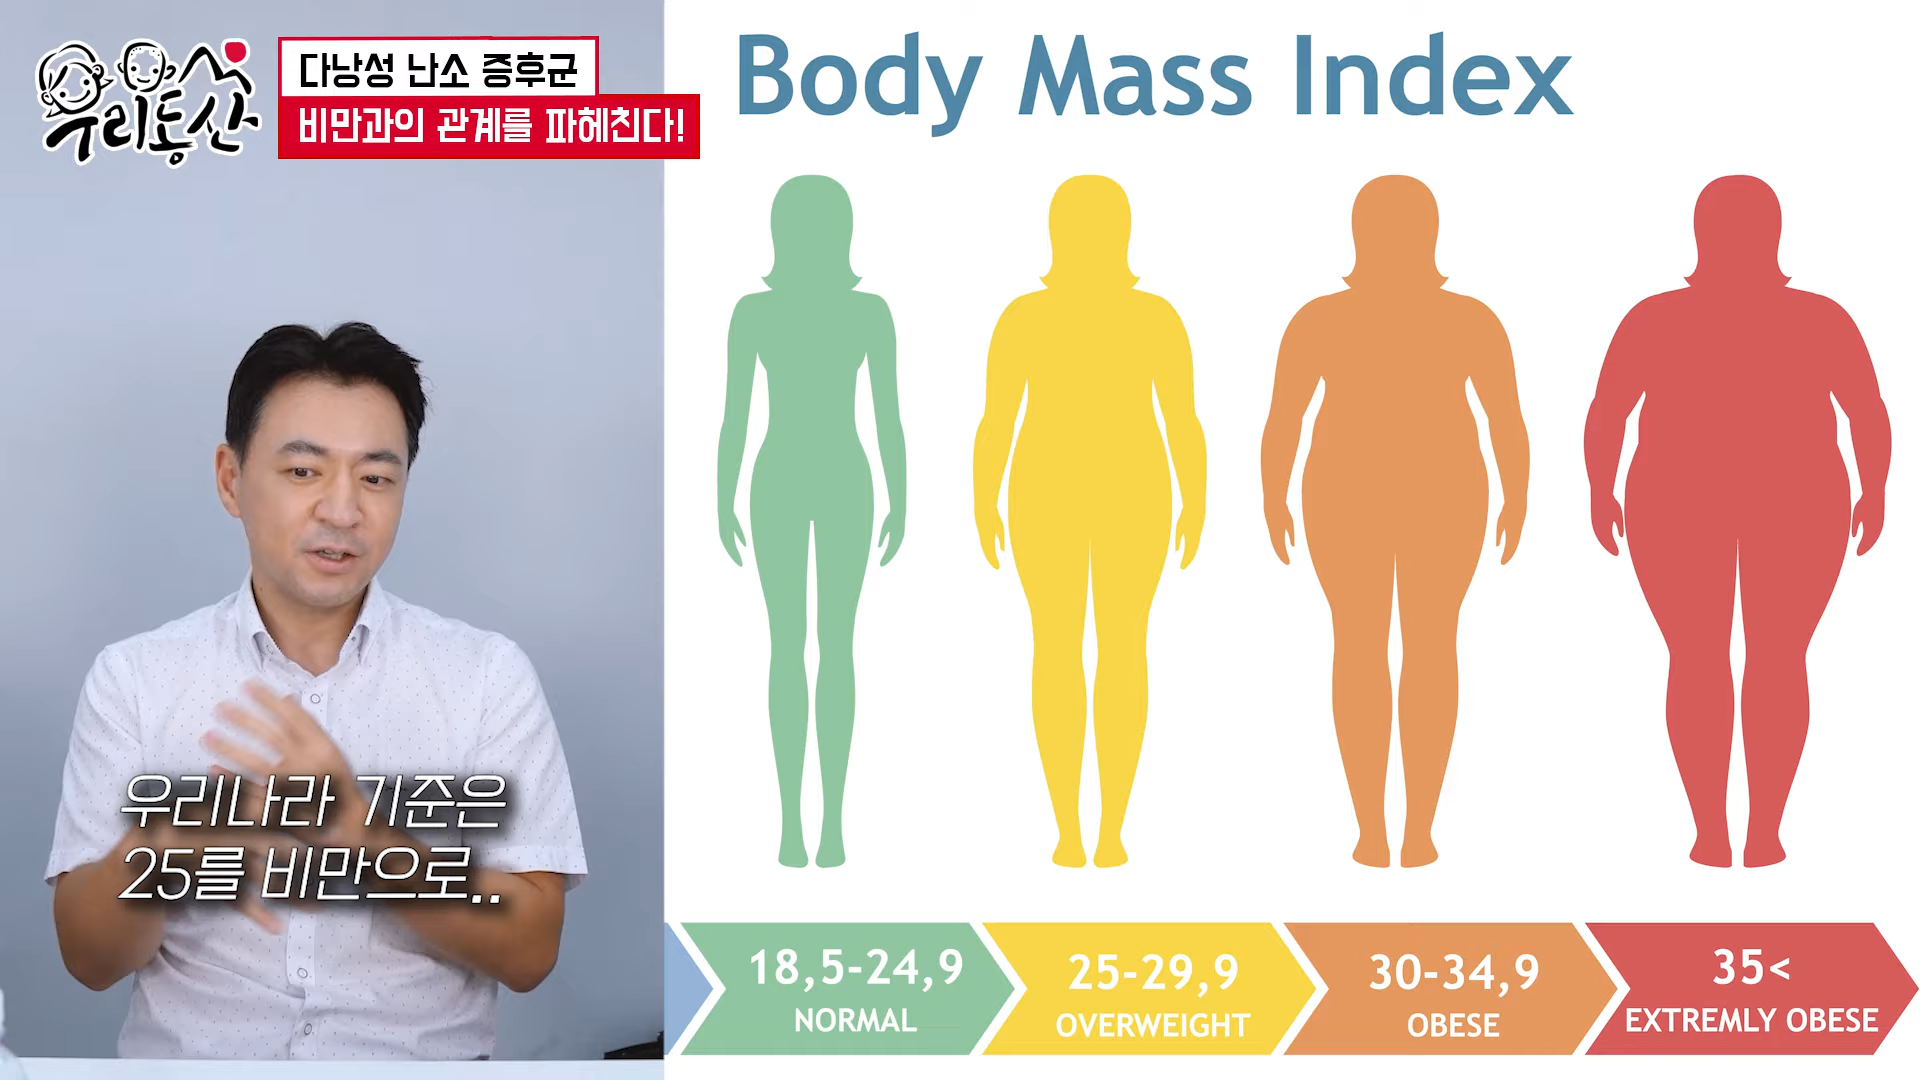 우리동산
다낭성 난소 증후군
비만과의 관계를 파헤친다!
Body Mass Index
우리나라 기준은
25를 비만으로..
18,5-24,9
NORMAL
25-29,9
OVERWEIGHT
30-34,9
OBESE
35<
EXTREMLY OBESE